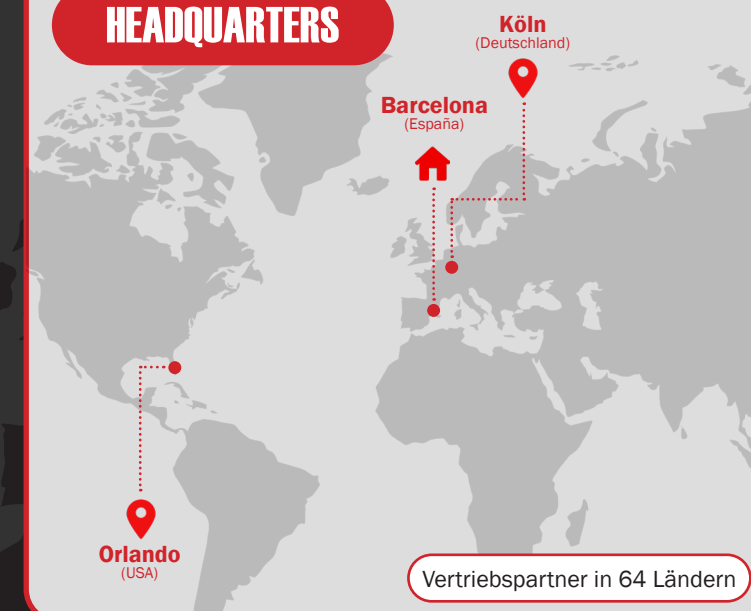 HEADQUARTERS
Köln
(Deutschland)
Barcelona
(España)
Orlando
(USA)
Vertriebspartner in 64 Ländern